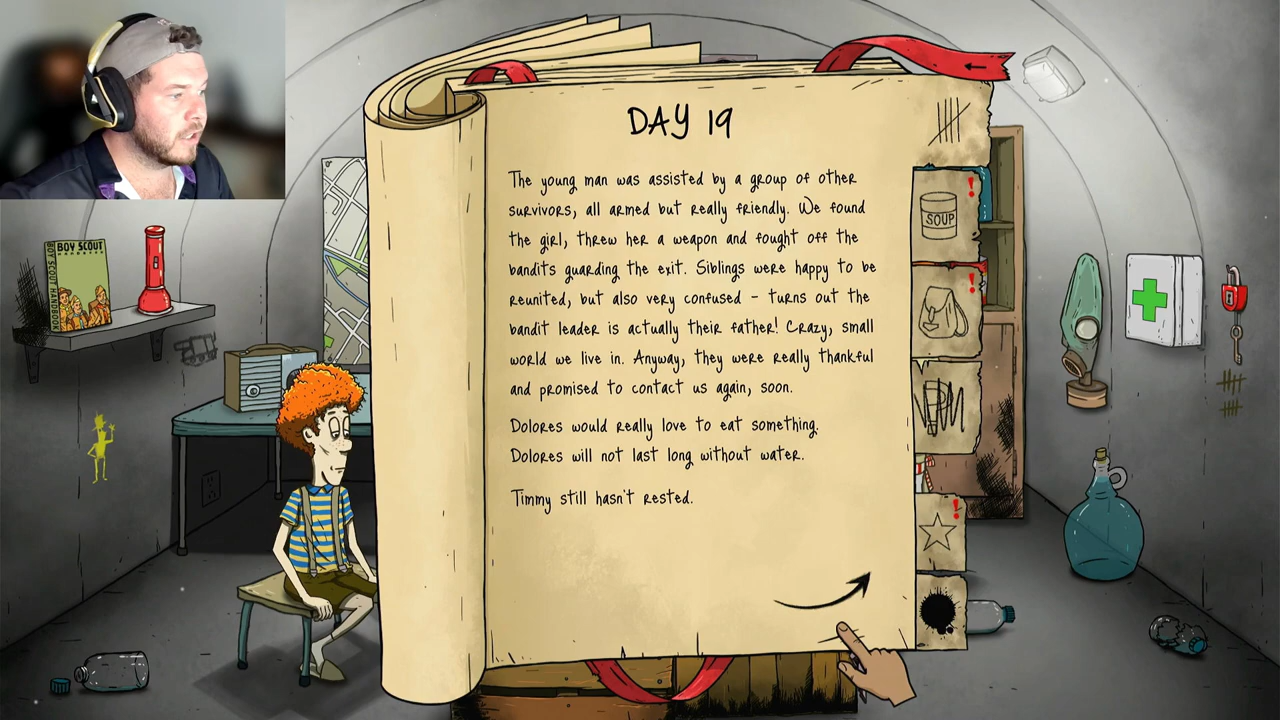 DAY 19
The young man was assisted by a group of other
survivors, all armed but really friendly. We found
the girl, threw her a weapon and fought off the
bandits guarding the exit. Siblings were happy to be
reunited, but also very confused - turns out the
bandit leader is actually their father! Crazy, small
world we live in. Anyway, they were really thankful
and promised to contact us again, soon.
Dolores would really love to eat something.
Dolores will not last long without water.
Timmy still hasn't rested.
SOUP
BOY SCOUT
BOY SCOUT HANDBOOK